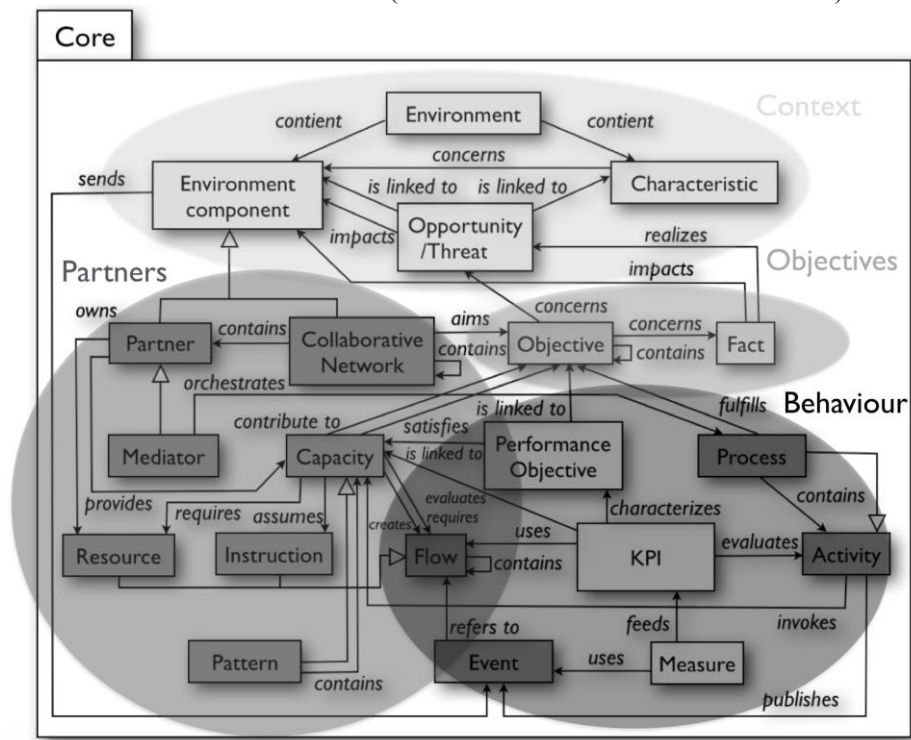 Core
Context
Environment
contient
contient
concerns
sends
Environment
component
is linked to
is linked to
Characteristic
impacts
Opportunity
/Threat
realizes
Partners
impacts
Objectives
owns
concerns
Partner
contains
Collaborative
Network
aims
contains
Objective
concerns
contains
Fact
orchestrates
contribute to
is linked to
fulfills
Behaviour
Mediator
Capacity
satisfies
is linked to
Performance
Objective
Process
provides
requires
assumes
creates
evaluates
requires
characterizes
contains
Resource
Instruction
Flow
uses
contains
KPI
evaluates
Activity
refers to
feeds
invokes
Pattern
contains
Event
uses
Measure
publishes